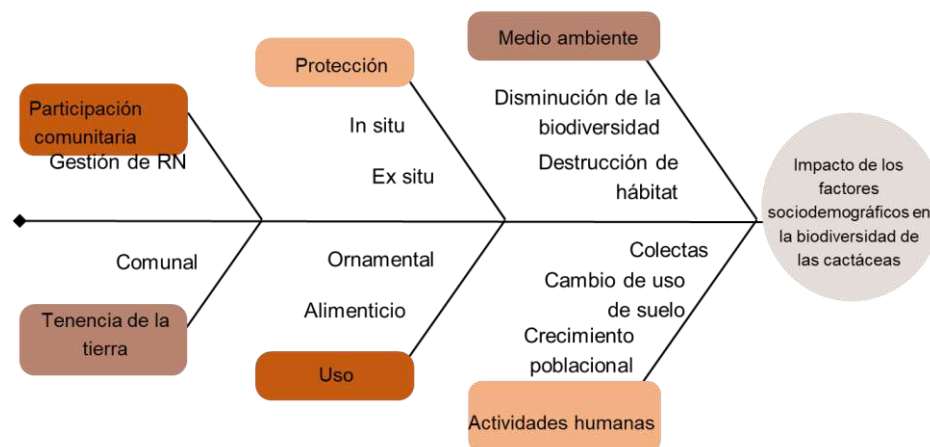 Participación
comunitaria
Gestión de RN
Protección
In situ
Ex situ
Medio ambiente
Disminución de la
biodiversidad
Destrucción de
hábitat
Impacto de los
factores
sociodemográficos en
la biodiversidad de
las cactáceas
Comunal
Tenencia de la
tierra
Ornamental
Alimenticio
Uso
Colectas
Cambio de uso
de suelo
Crecimiento
poblacional
Actividades humanas